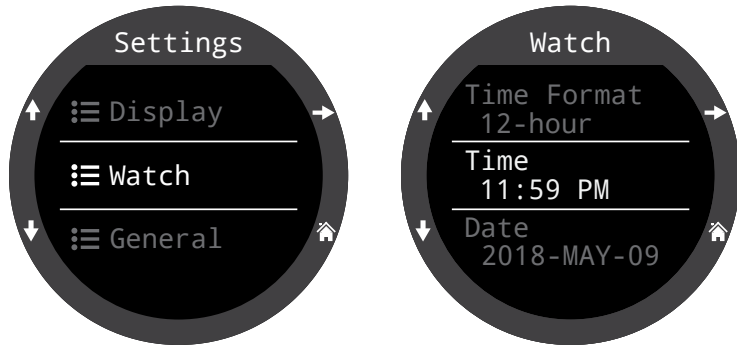 Settings
Display
Watch
General
Watch
Time Format
12-hour
Time
11:59 PM
Date
2018-MAY-09